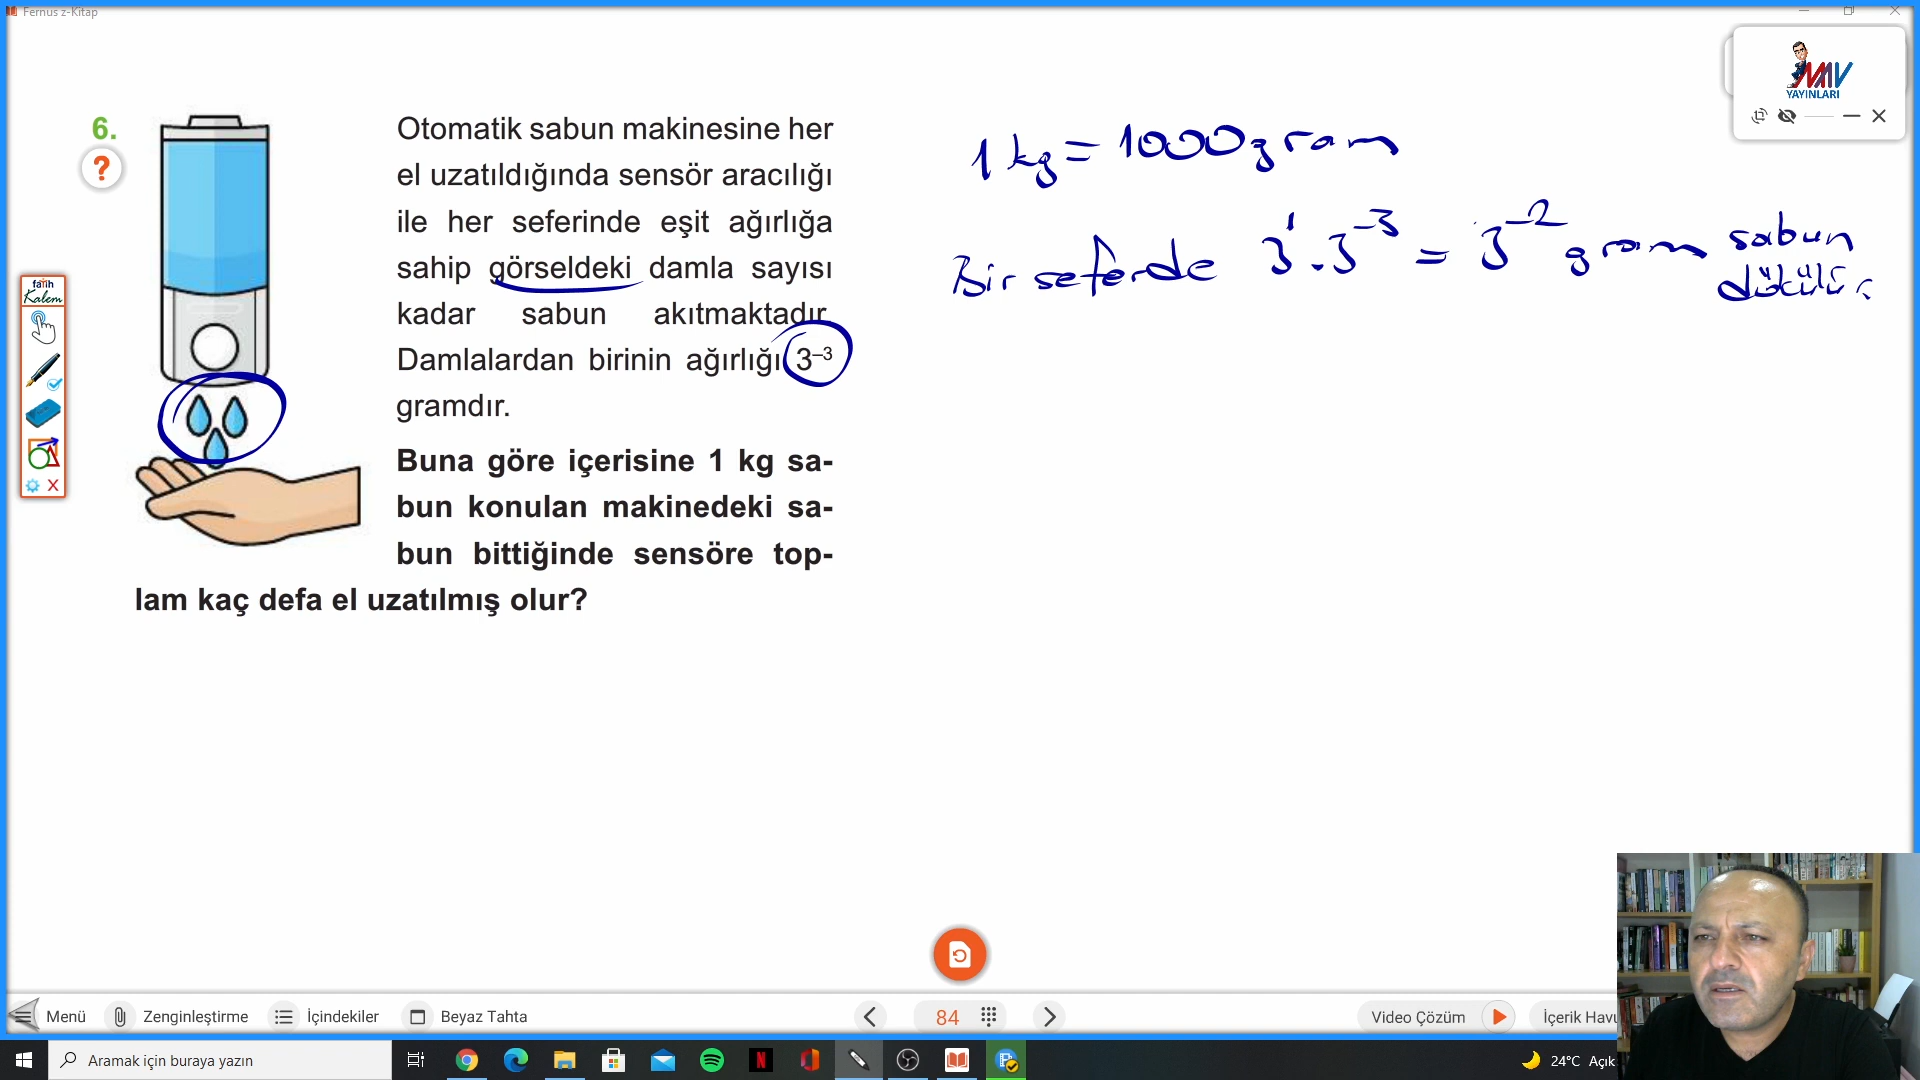 Fernus z-Kitap
MAV
YAYINLARI
6.
?
Otomatik sabun makinesine her
el uzatıldığında sensör aracılığı
ile her seferinde eşit ağırlığa
sahip görseldeki damla sayısı
kadar sabun akıtmaktadır.
Damlalardan birinin ağırlığı 3⁻³
gramdır.
Buna göre içerisine 1 kg sa-
bun konulan makinedeki sa-
bun bittiğinde sensöre top-
lam kaç defa el uzatılmış olur?
1 kg = 1000 gram
Bir seferde 3¹ . 3⁻³ = 3⁻² gram sabun
dökülür
fatih
Kalem
Menü
Zenginleştirme
İçindekiler
Beyaz Tahta
84
Video Çözüm
İçerik Havu
Aramak için buraya yazın
24°C Açık